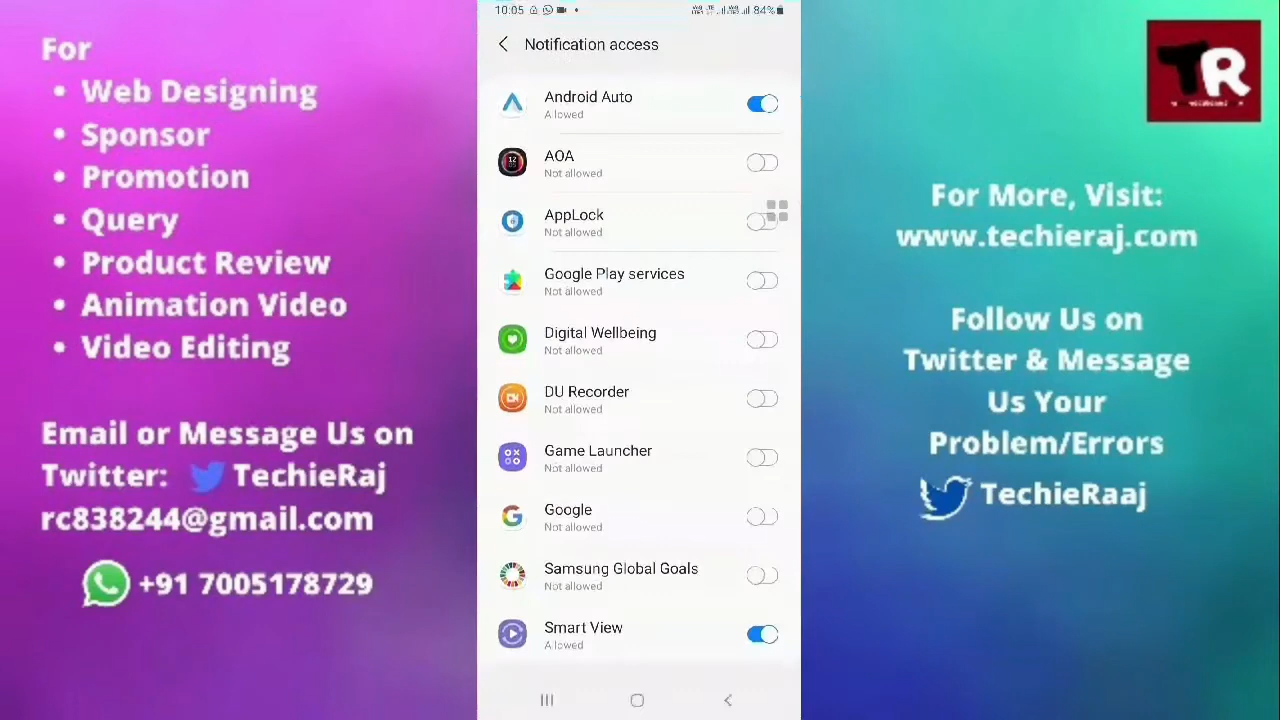 For
• Web Designing
• Sponsor
• Promotion
• Query
• Product Review
• Animation Video
• Video Editing
Email or Message Us on
Twitter: TechieRaj
rc838244@gmail.com
+91 7005178729
10:05
84%
Notification access
Android Auto
Allowed
AOA
Not allowed
AppLock
Not allowed
Google Play services
Not allowed
Digital Wellbeing
Not allowed
DU Recorder
Not allowed
Game Launcher
Not allowed
Google
Not allowed
Samsung Global Goals
Not allowed
Smart View
Allowed
TR
For More, Visit:
www.techieraj.com
Follow Us on
Twitter & Message
Us Your
Problem/Errors
TechieRaaj